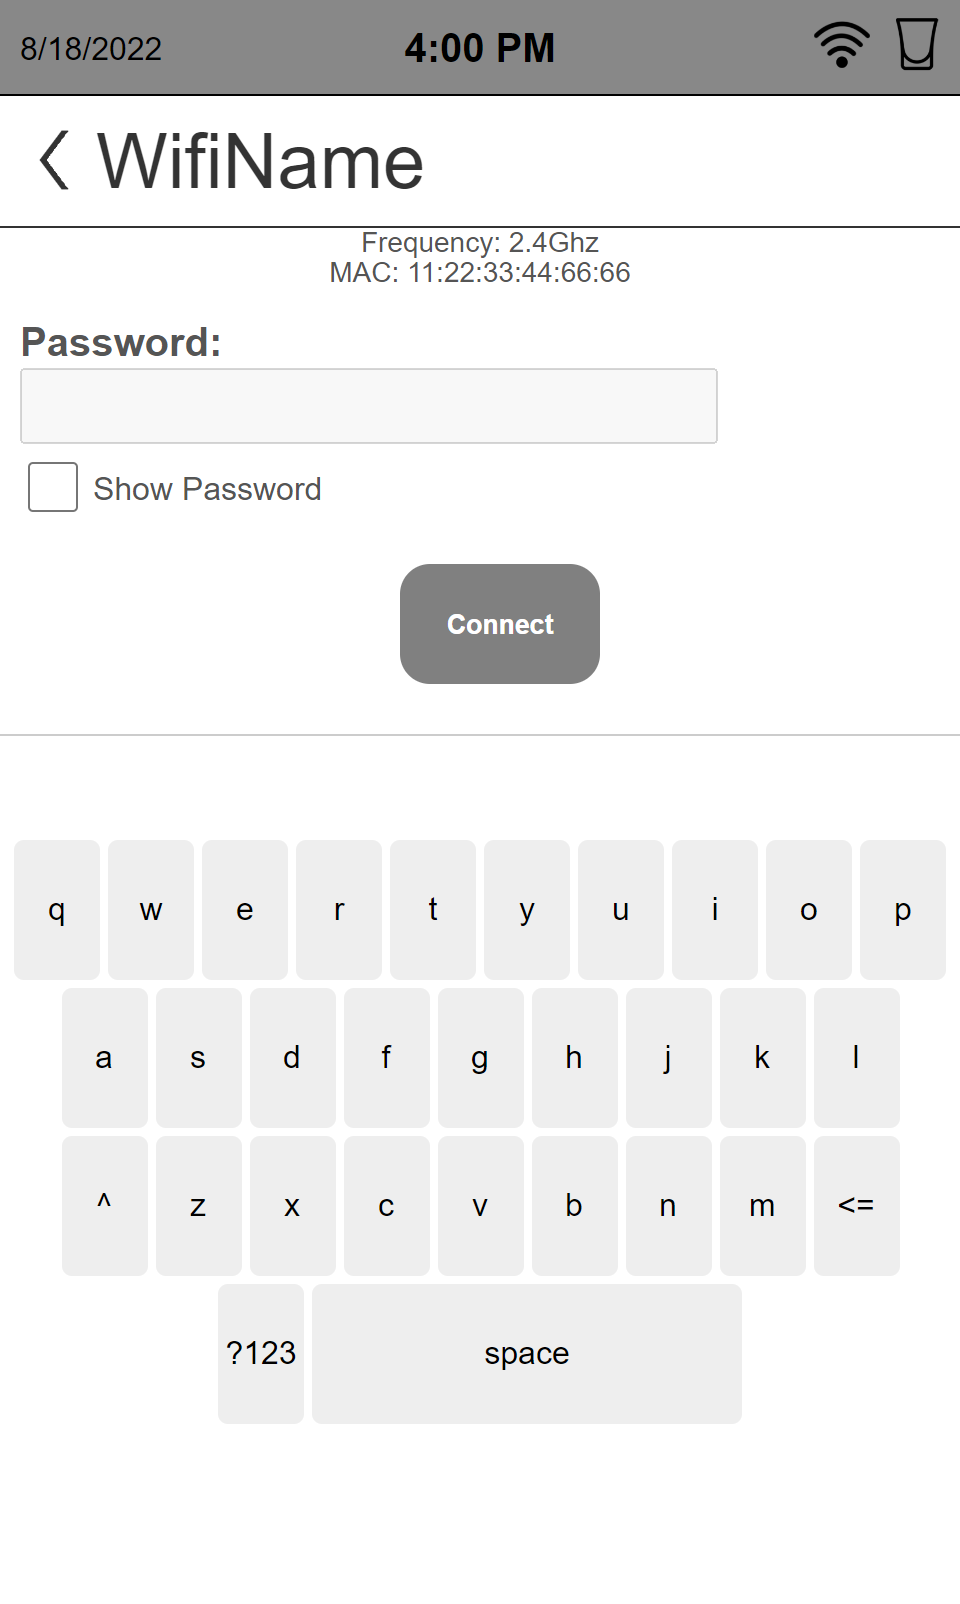 8/18/2022 4:00 PM
WifiName
Frequency: 2.4Ghz
MAC: 11:22:33:44:66:66
Password:
Show Password
Connect
q w e r t y u i o p
a s d f g h j k l
^ z x c v b n m <=
?123 space